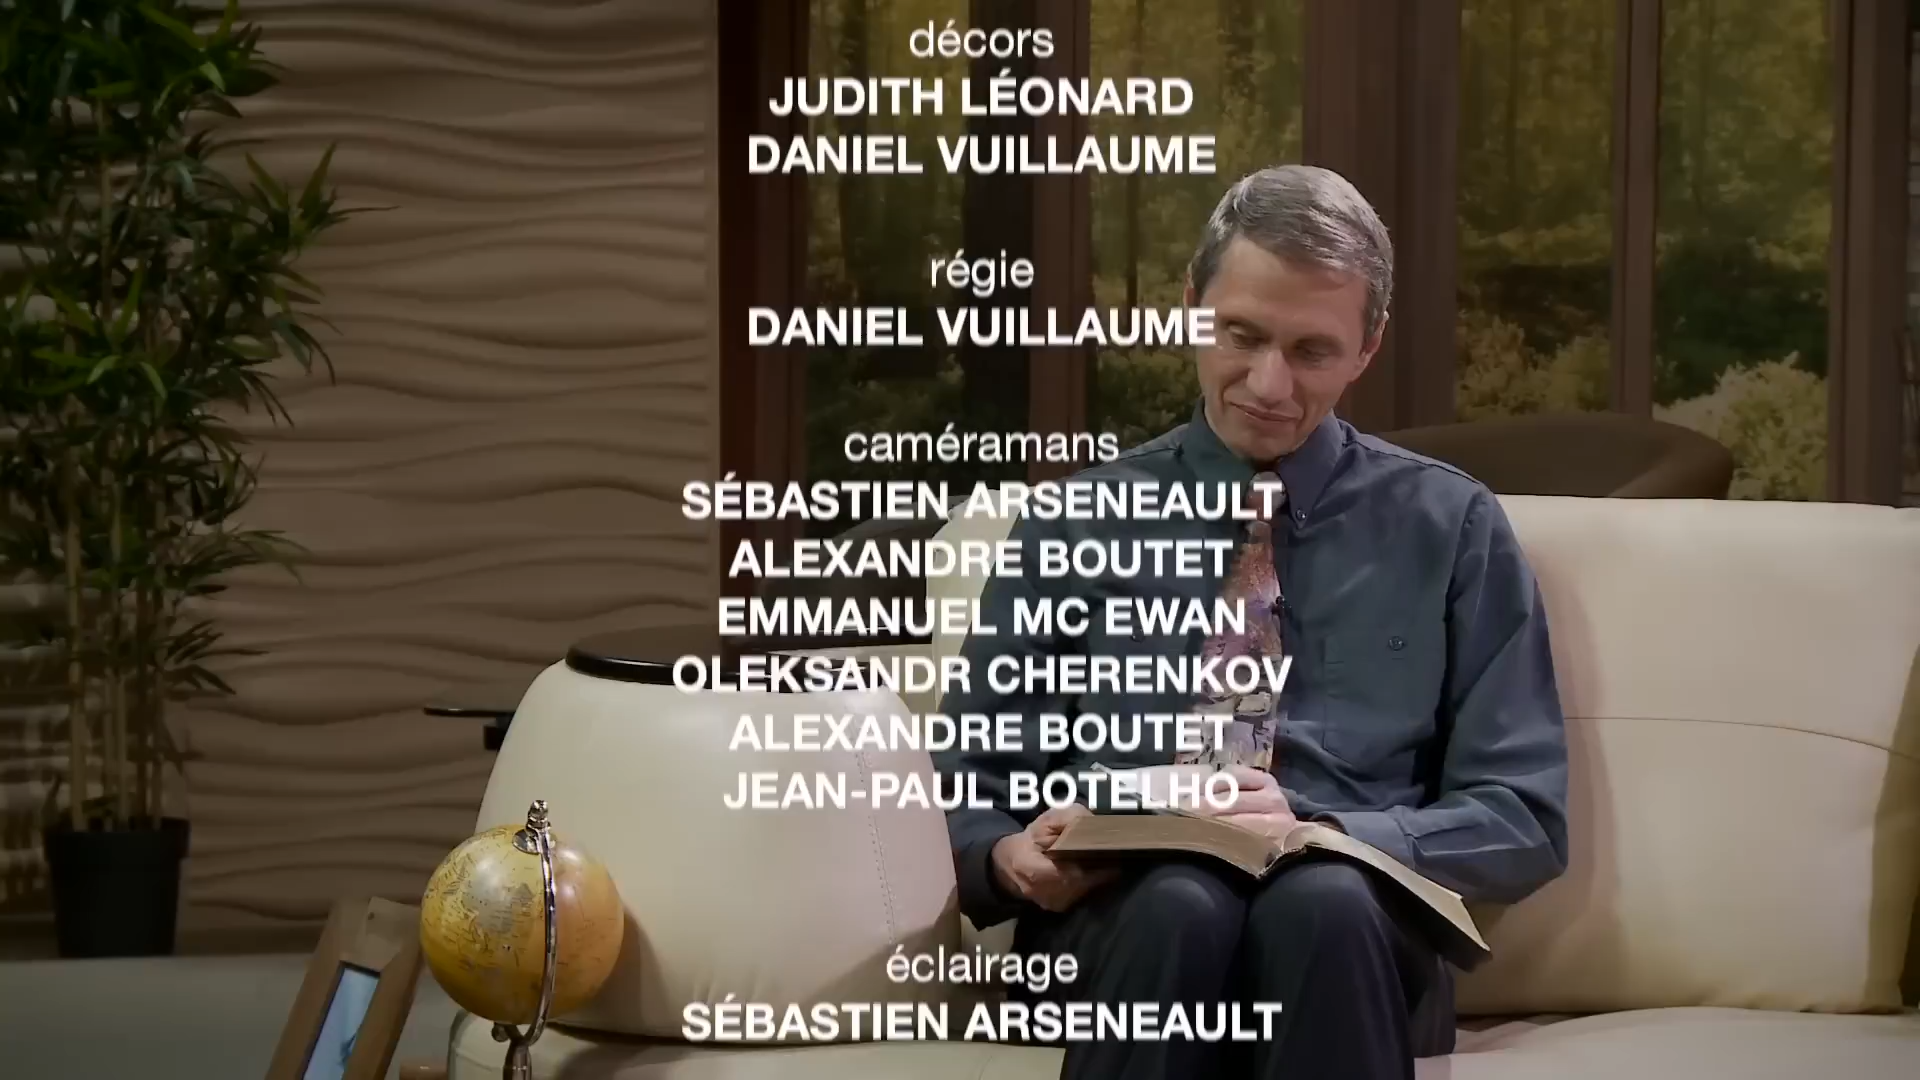 décors
JUDITH LÉONARD
DANIEL VUILLAUME
régie
DANIEL VUILLAUME
caméramans
SÉBASTIEN ARSENEAULT
ALEXANDRE BOUTET
EMMANUEL MC EWAN
OLEKSANDR CHERENKOV
ALEXANDRE BOUTET
JEAN-PAUL BOTELHO
éclairage
SÉBASTIEN ARSENEAULT